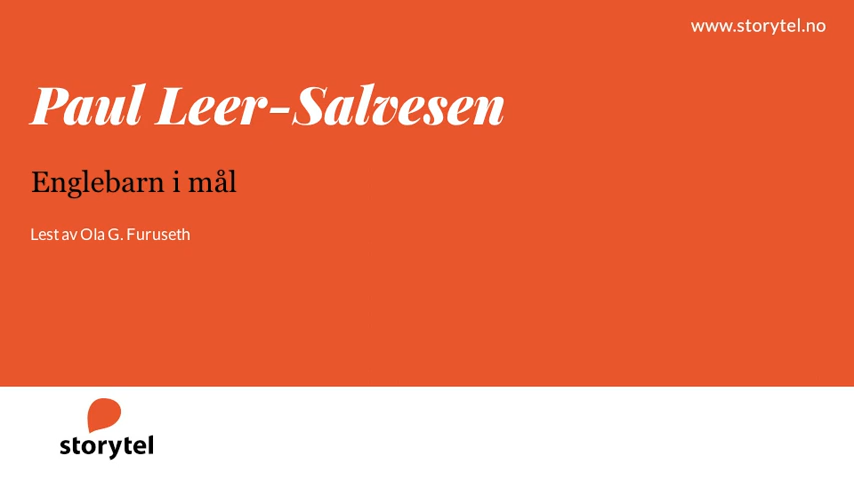 www.storytel.no
Paul Leer-Salvesen
Englebarn i mål
Lest av Ola G. Furuseth
storytel